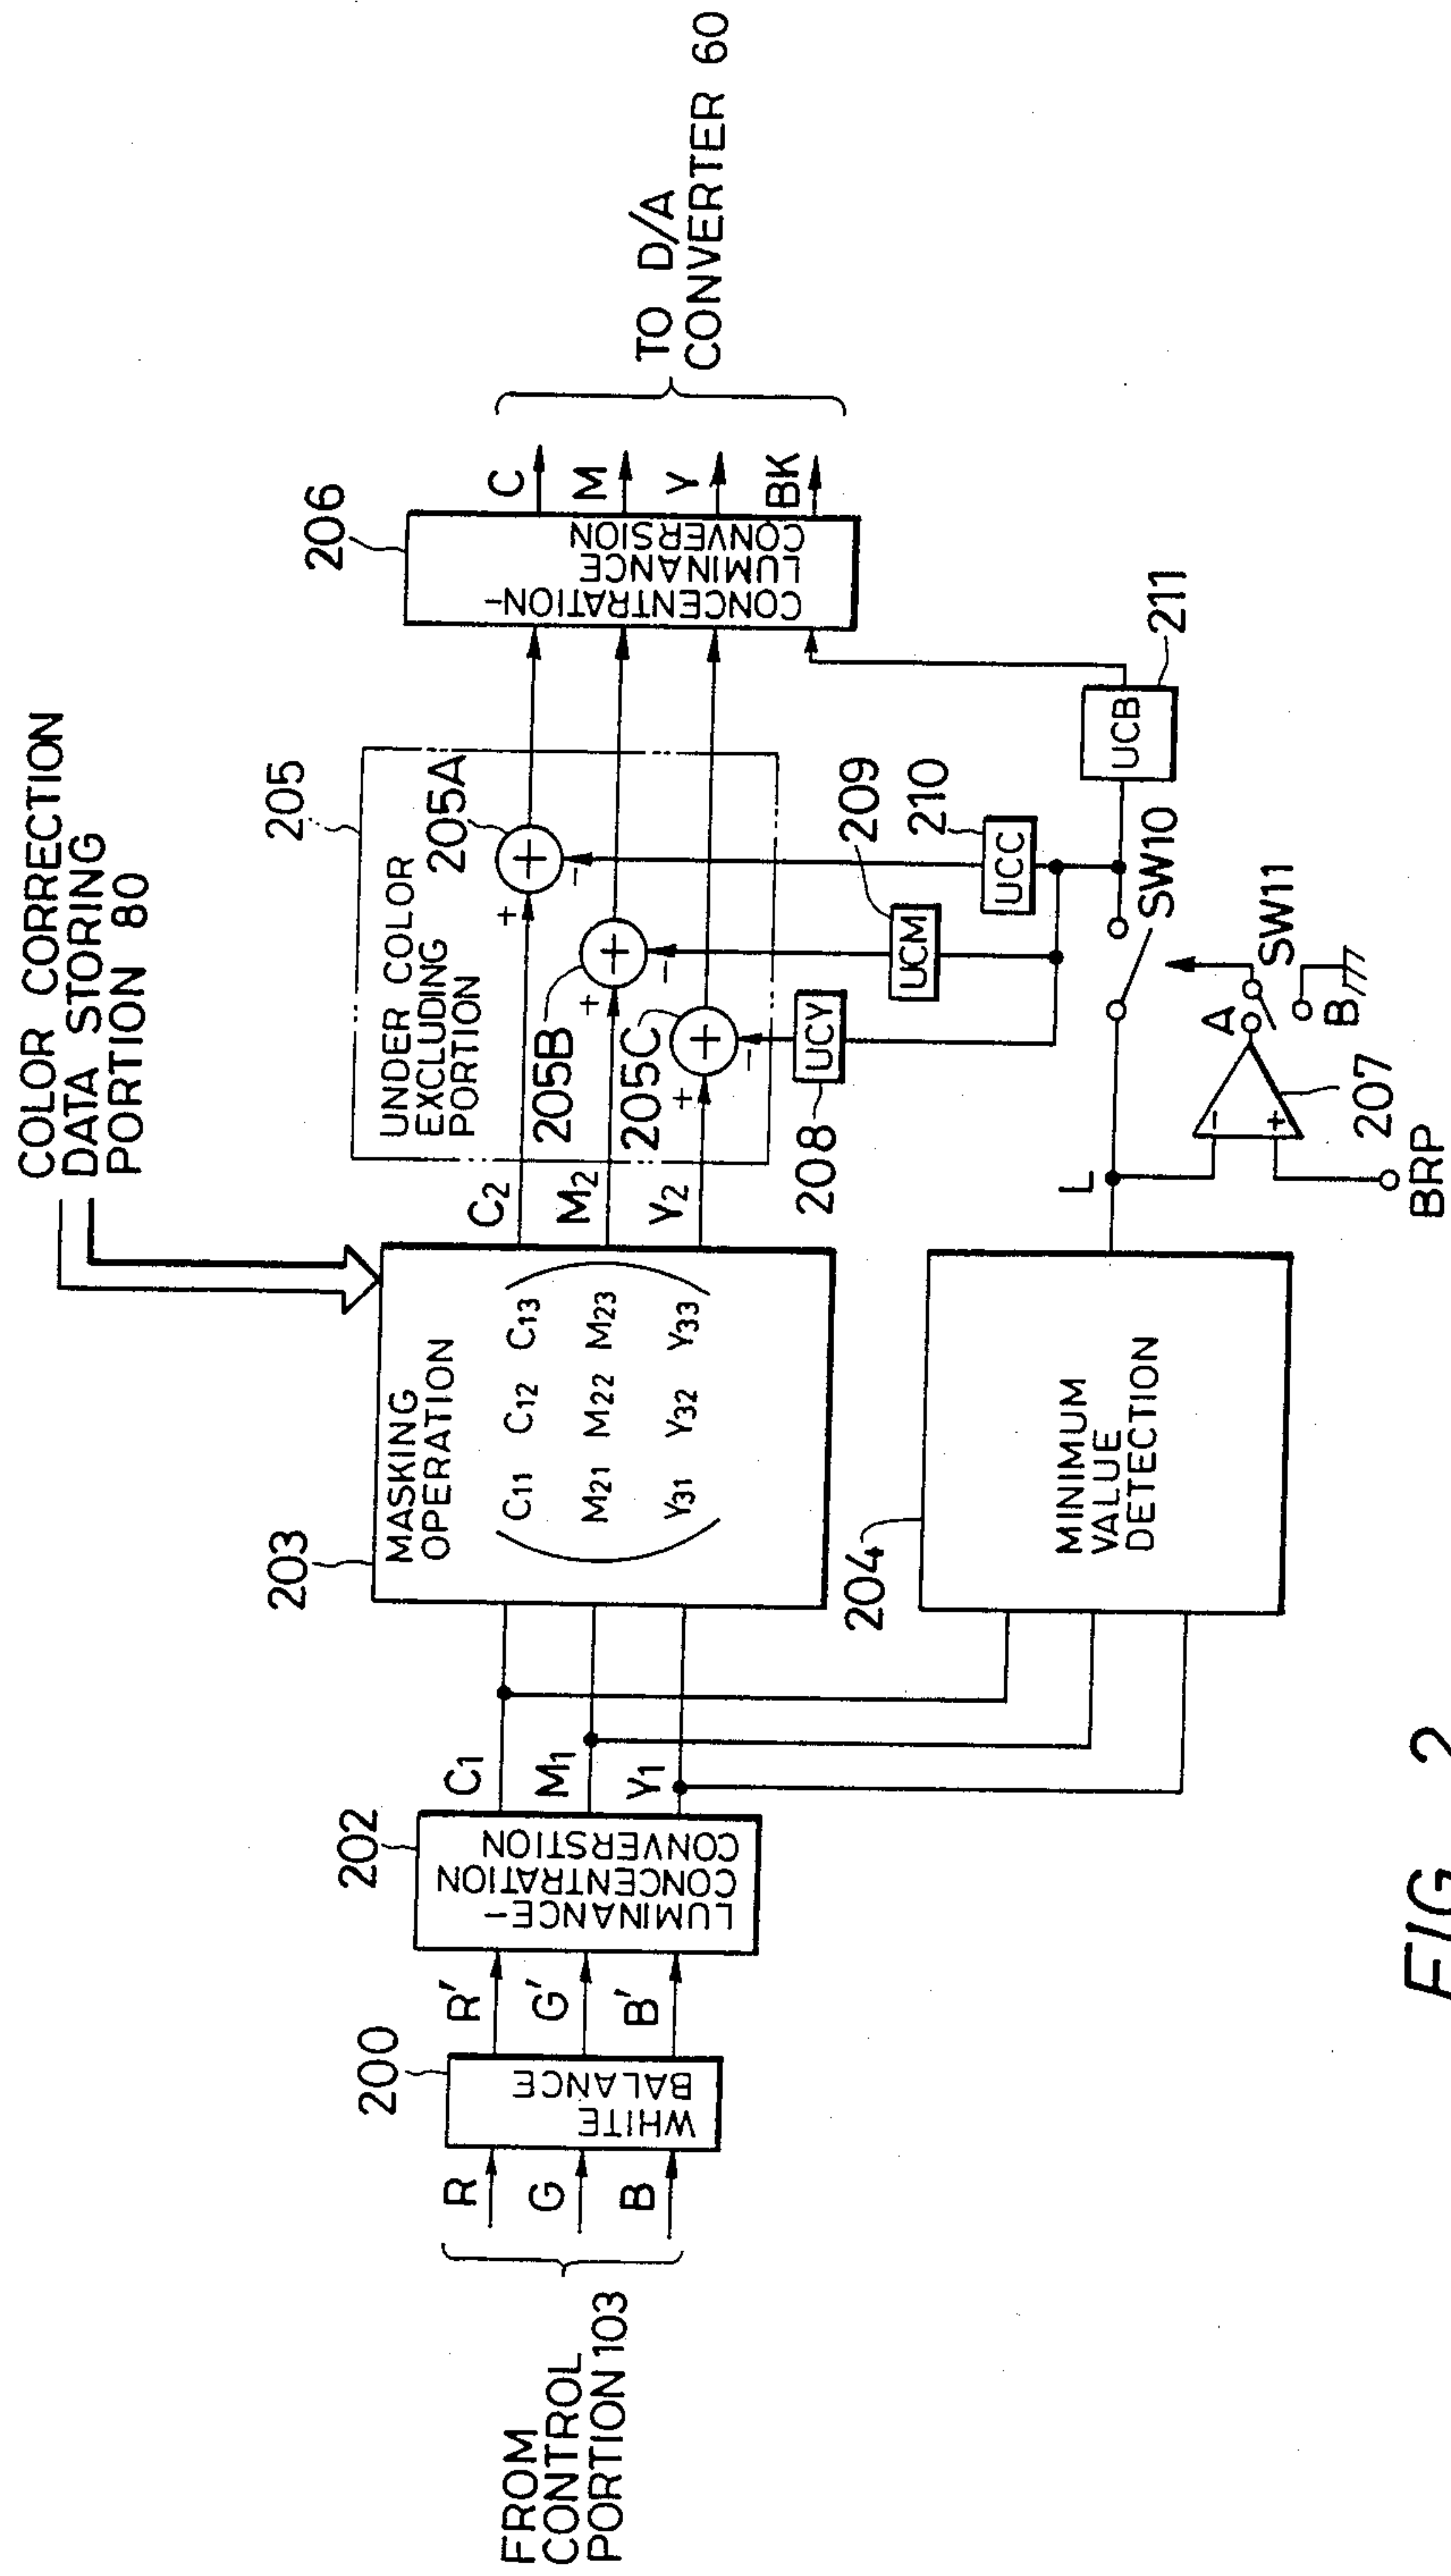 COLOR CORRECTION
DATA STORING
PORTION 80
FROM
CONTROL
PORTION 103
R
G
B
200
WHITE
BALANCE
R'
G'
B'
202
LUMINANCE-
CONCENTRATION
CONVERSTION
C1
M1
Y1
203
MASKING
OPERATION
C11 C12 C13
M21 M22 M23
Y31 Y32 Y33
C2
M2
Y2
204
MINIMUM
VALUE
DETECTION
205
UNDER COLOR
EXCLUDING
PORTION
205A
+
+
-
205B
+
+
-
205C
+
+
-
208
UCY
209
UCM
210
UCC
211
UCB
L
SW10
SW11
A
B
-
+
207
BRP
206
CONCENTRATION-
LUMINANCE
CONVERSION
C
M
Y
BK
TO D/A
CONVERTER 60
FIG. 2